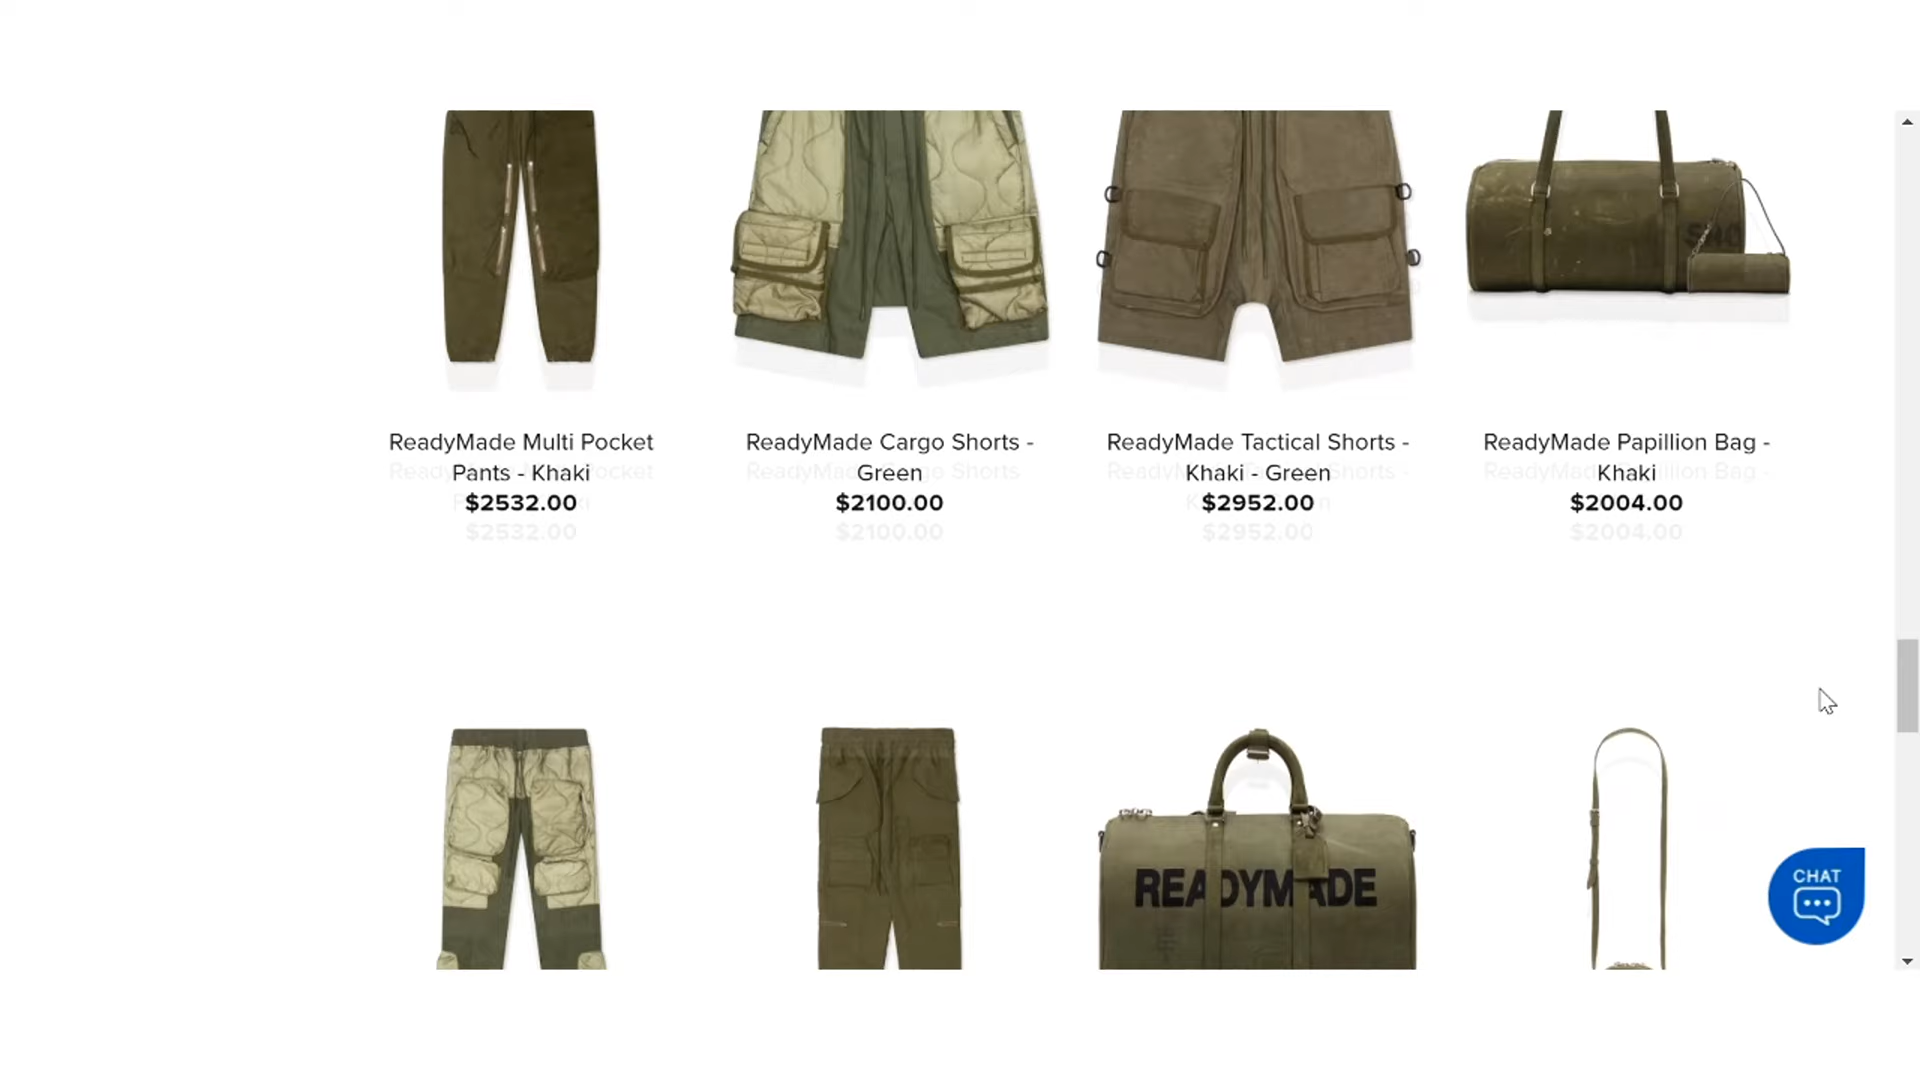 ReadyMade Multi Pocket
Pants - Khaki
$2532.00
ReadyMade Cargo Shorts -
Green
$2100.00
ReadyMade Tactical Shorts -
Khaki - Green
$2952.00
ReadyMade Papillion Bag -
Khaki
$2004.00
READYMADE
CHAT